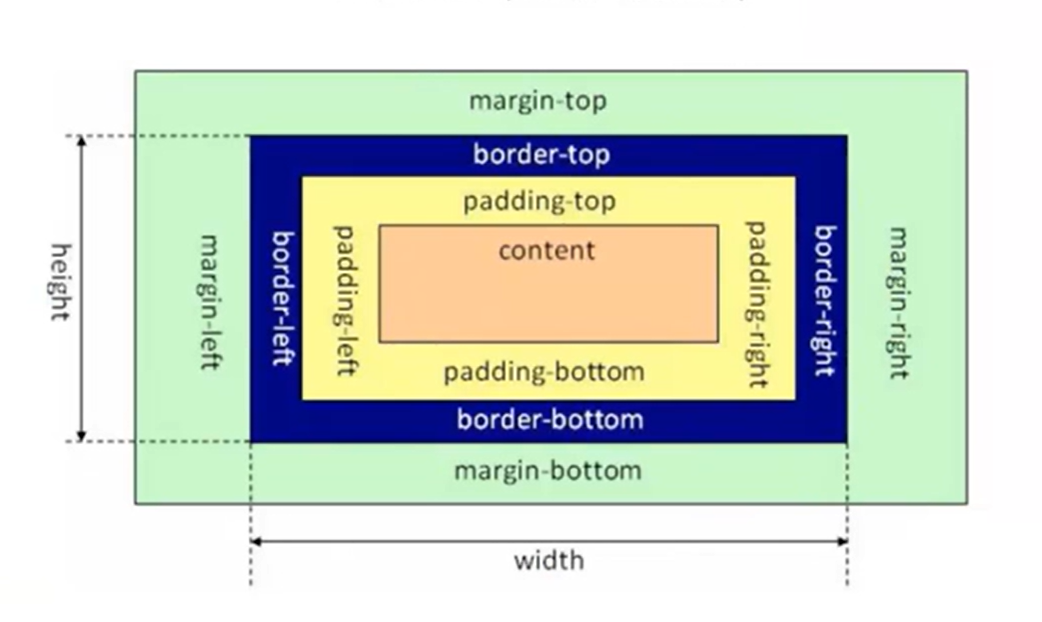 margin-top
border-top
padding-top
content
height
margin-left
border-left
padding-left
padding-right
border-right
margin-right
padding-bottom
border-bottom
margin-bottom
width